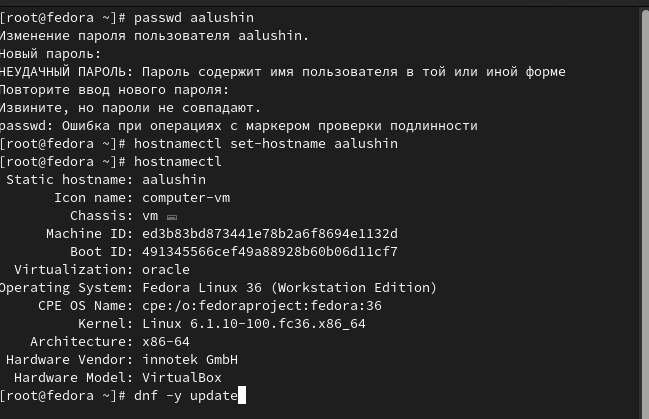 [root@fedora ~]# passwd aalushin
Изменение пароля пользователя aalushin.
Новый пароль:
НЕУДАЧНЫЙ ПАРОЛЬ: Пароль содержит имя пользователя в той или иной форме
Повторите ввод нового пароля:
Извините, но пароли не совпадают.
passwd: Ошибка при операциях с маркером проверки подлинности
[root@fedora ~]# hostnamectl set-hostname aalushin
[root@fedora ~]# hostnamectl
Static hostname: aalushin
Icon name: computer-vm
Chassis: vm
Machine ID: ed3b83bd873441e78b2a6f8694e1132d
Boot ID: 491345566cef49a88928b60b06d11cf7
Virtualization: oracle
Operating System: Fedora Linux 36 (Workstation Edition)
CPE OS Name: cpe:/o:fedoraproject:fedora:36
Kernel: Linux 6.1.10-100.fc36.x86_64
Architecture: x86-64
Hardware Vendor: innotek GmbH
Hardware Model: VirtualBox
[root@fedora ~]# dnf -y update